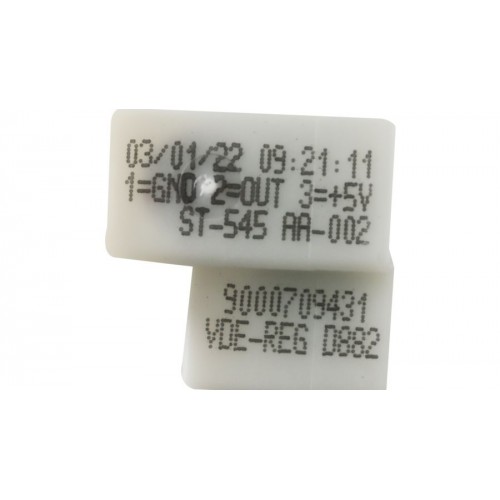 03/01/22 09:21:11
1=GND 2=OUT 3=+5V
ST-545 AA-002
9000709431
VDE-REG D882